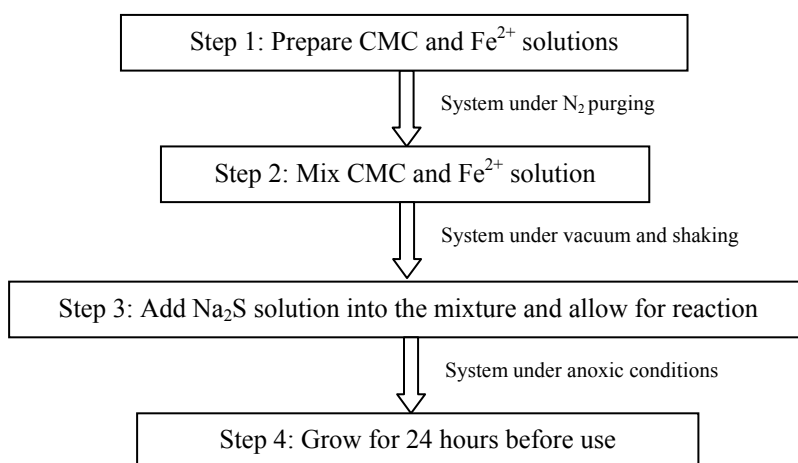 Step 1: Prepare CMC and Fe²⁺ solutions
System under N₂ purging
Step 2: Mix CMC and Fe²⁺ solution
System under vacuum and shaking
Step 3: Add Na₂S solution into the mixture and allow for reaction
System under anoxic conditions
Step 4: Grow for 24 hours before use